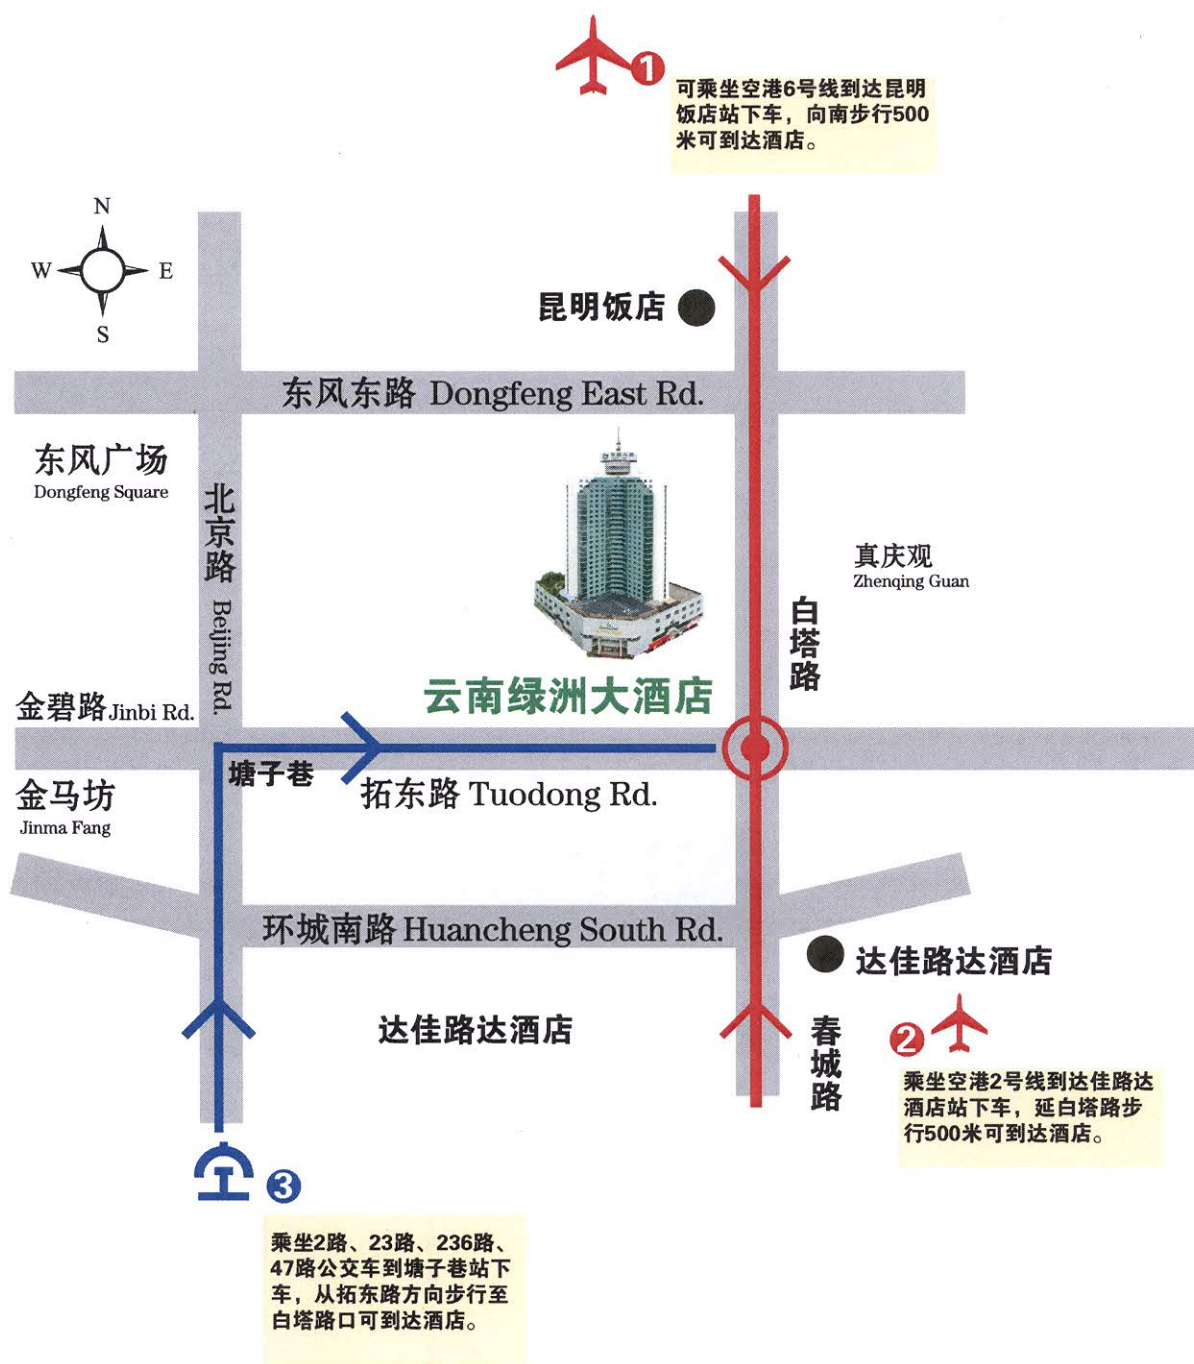 1
可乘坐空港6号线到达昆明
饭店站下车，向南步行500
米可到达酒店。
N
W
E
S
昆明饭店
东风东路 Dongfeng East Rd.
东风广场
Dongfeng Square
北京路 Beijing Rd.
真庆观
Zhenqing Guan
白塔路
云南绿洲大酒店
金碧路 Jinbi Rd.
塘子巷
拓东路 Tuodong Rd.
金马坊
Jinma Fang
环城南路 Huancheng South Rd.
达佳路达酒店
达佳路达酒店
春城路
2
乘坐空港2号线到达佳路达
酒店站下车，延白塔路步
行500米可到达酒店。
3
乘坐2路、23路、236路、
47路公交车到塘子巷站下
车，从拓东路方向步行至
白塔路口可到达酒店。